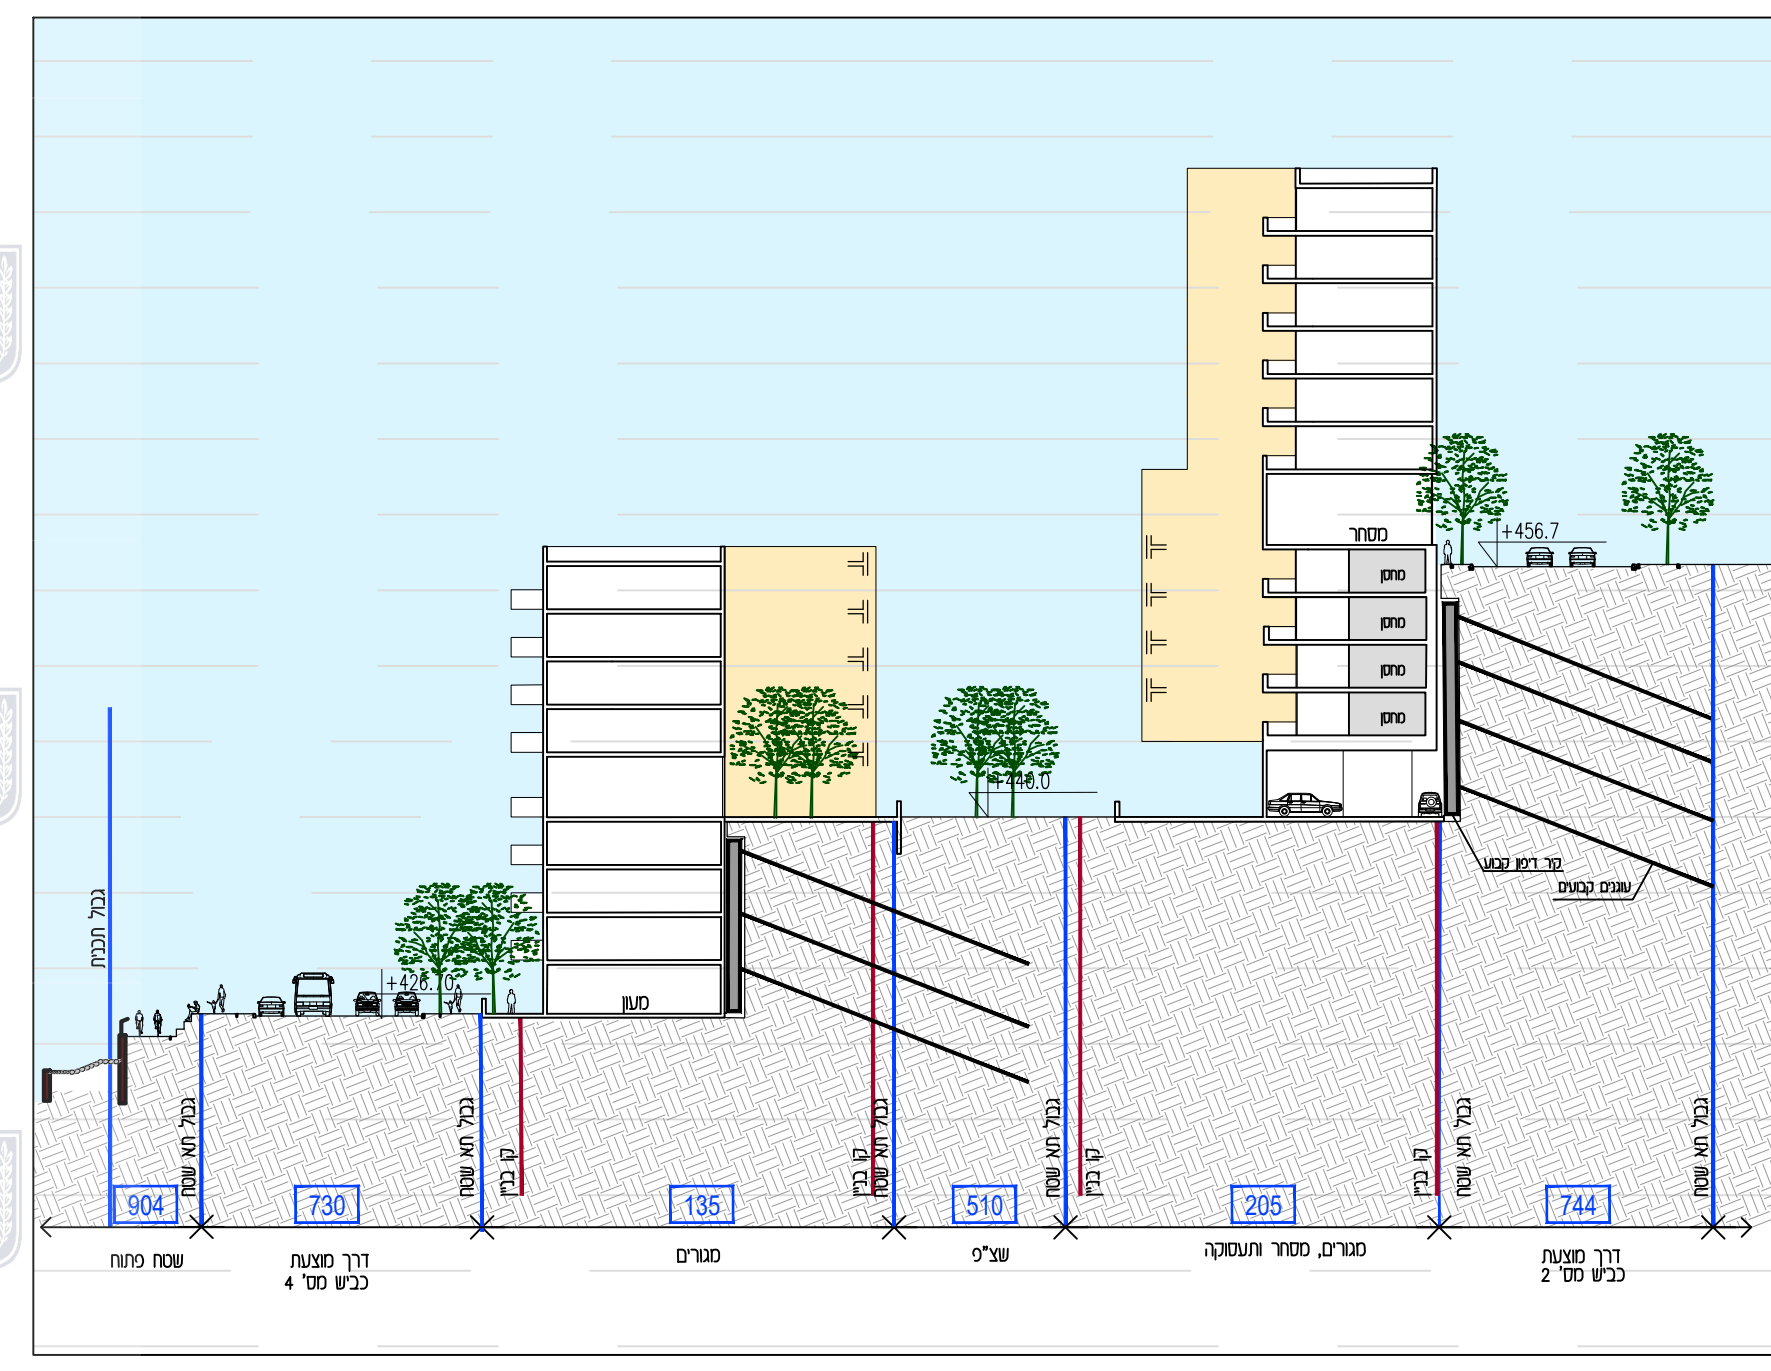 מסחר
+456.7
מחסן
מחסן
מחסן
מחסן
+440.0
קיר דיפון קבוע
עוגנים קבועים
גבול תכנית
+426.70
מעון
גבול תא שטח
גבול תא שטח
קו בניין
קו בניין
גבול תא שטח
גבול תא שטח
קו בניין
קו בניין
גבול תא שטח
גבול תא שטח
904
730
135
510
205
744
שטח פתוח
דרך מוצעת
כביש מס' 4
מגורים
שצ"פ
מגורים, מסחר ותעסוקה
דרך מוצעת
כביש מס' 2